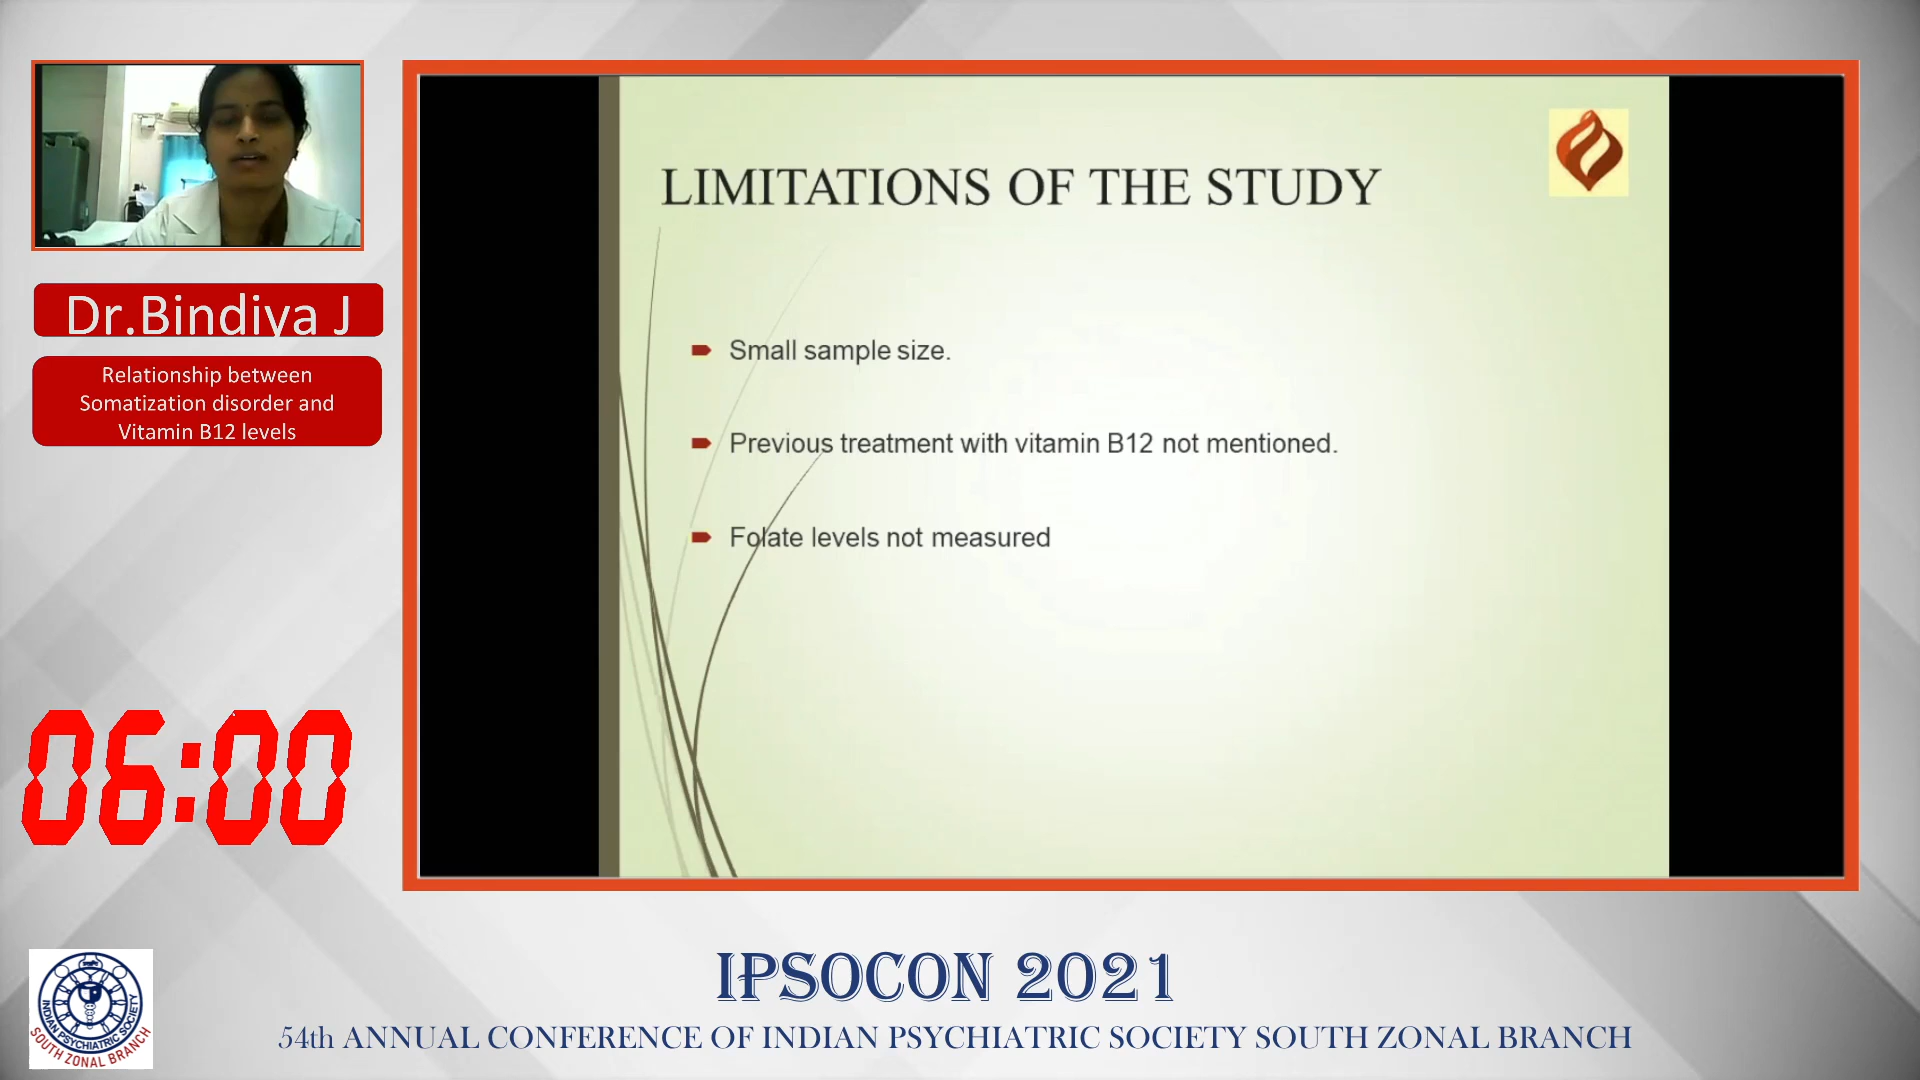 Dr.Bindiya J
Relationship between
Somatization disorder and
Vitamin B12 levels
06:00
LIMITATIONS OF THE STUDY
Small sample size.
Previous treatment with vitamin B12 not mentioned.
Folate levels not measured
INDIAN PSYCHIATRIC SOCIETY
SOUTH ZONAL BRANCH
IPSOCON 2021
54th ANNUAL CONFERENCE OF INDIAN PSYCHIATRIC SOCIETY SOUTH ZONAL BRANCH